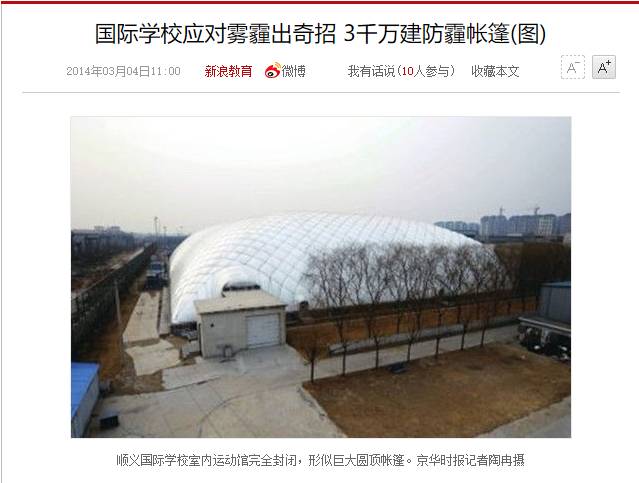 国际学校应对雾霾出奇招 3千万建防霾帐篷(图)
2014年03月04日11:00 新浪教育 微博 我有话说(10人参与) 收藏本文 A- A+
顺义国际学校室内运动馆完全封闭，形似巨大圆顶帐篷。京华时报记者陶冉摄